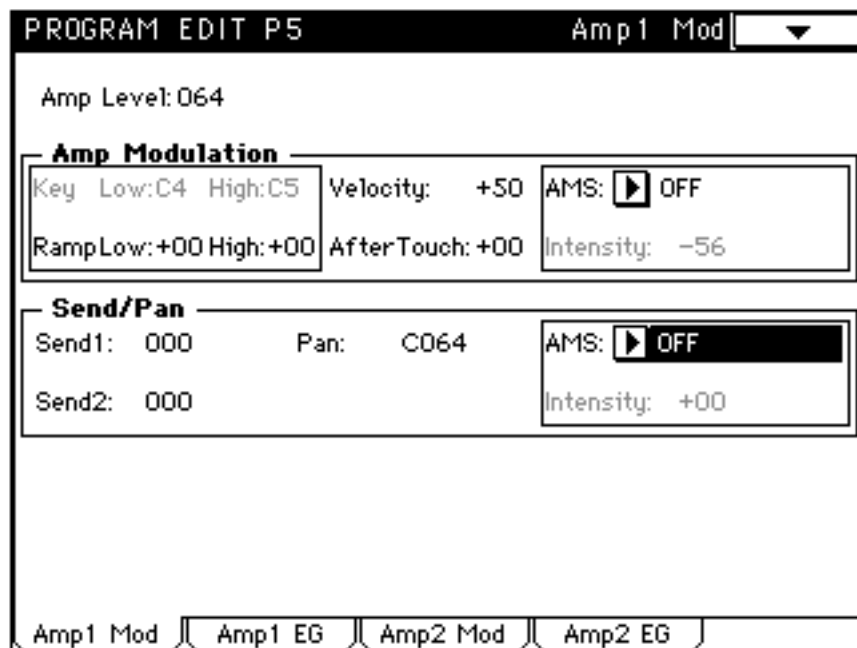 PROGRAM EDIT P5 Amp1 Mod
Amp Level:064
Amp Modulation
Key Low:C4 High:C5 Velocity: +50 AMS: OFF
RampLow:+00 High:+00 AfterTouch:+00 Intensity: -56
Send/Pan
Send1: 000 Pan: C064 AMS: OFF
Send2: 000 Intensity: +00
Amp1 Mod Amp1 EG Amp2 Mod Amp2 EG